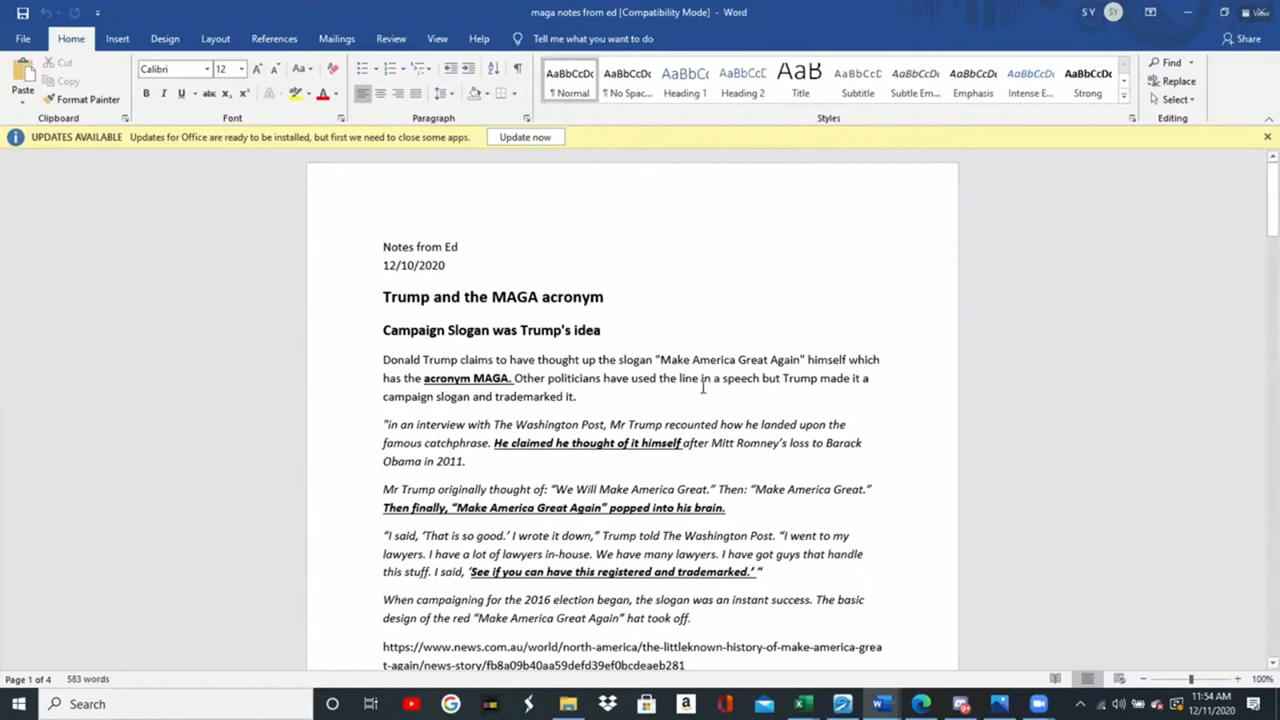 maga notes from ed [Compatibility Mode] - Word
S Y
SY
View
File
Home
Insert
Design
Layout
References
Mailings
Review
View
Help
Tell me what you want to do
Share
Paste
Cut
Copy
Format Painter
Clipboard
Calibri
12
Font
Paragraph
AaBbCcDc
¶ Normal
AaBbCcDc
¶ No Spac...
AaBbC
Heading 1
AaBbCcD
Heading 2
AaB
Title
AaBbCcD
Subtitle
AaBbCcDc
Subtle Em...
AaBbCcDc
Emphasis
AaBbCcDc
Intense E...
AaBbCcDc
Strong
Styles
Find
Replace
Select
Editing
UPDATES AVAILABLE Updates for Office are ready to be installed, but first we need to close some apps.
Update now
Notes from Ed
12/10/2020
Trump and the MAGA acronym
Campaign Slogan was Trump's idea
Donald Trump claims to have thought up the slogan "Make America Great Again" himself which
has the acronym MAGA. Other politicians have used the line in a speech but Trump made it a
campaign slogan and trademarked it.
"in an interview with The Washington Post, Mr Trump recounted how he landed upon the
famous catchphrase. He claimed he thought of it himself after Mitt Romney's loss to Barack
Obama in 2011.
Mr Trump originally thought of: “We Will Make America Great.” Then: “Make America Great.”
Then finally, “Make America Great Again” popped into his brain.
“I said, ‘That is so good.’ I wrote it down,” Trump told The Washington Post. “I went to my
lawyers. I have a lot of lawyers in-house. We have many lawyers. I have got guys that handle
this stuff. I said, ‘See if you can have this registered and trademarked.’ “
When campaigning for the 2016 election began, the slogan was an instant success. The basic
design of the red “Make America Great Again” hat took off.
https://www.news.com.au/world/north-america/the-littleknown-history-of-make-america-grea
t-again/news-story/fb8a09b40aa59defd39ef0bcdeaeb281
Page 1 of 4
583 words
100%
Search
11:54 AM
12/11/2020